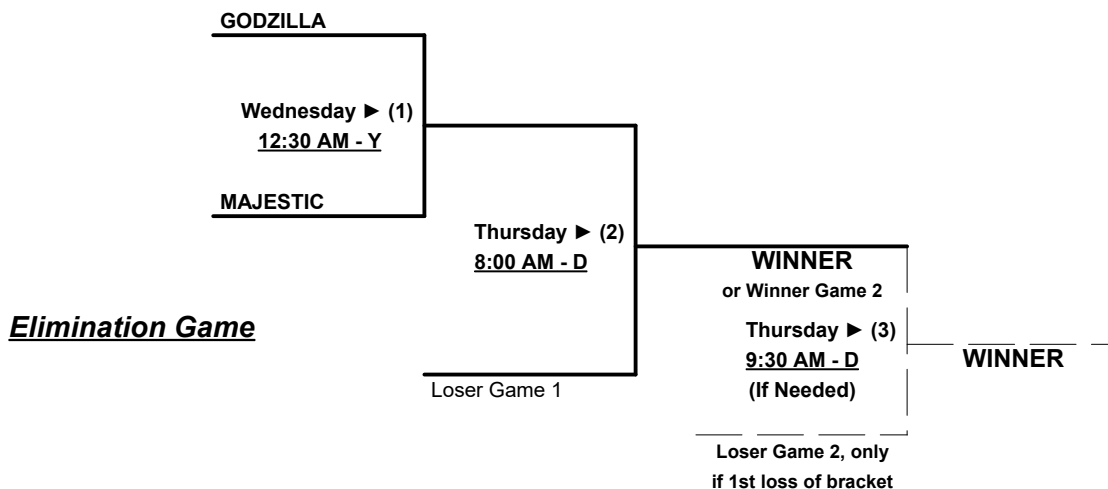 GODZILLA
Wednesday ► (1)
12:30 AM - Y
MAJESTIC
Thursday ► (2)
8:00 AM - D
WINNER
or Winner Game 2
Elimination Game
Thursday ► (3)
9:30 AM - D
WINNER
(If Needed)
Loser Game 1
Loser Game 2, only
if 1st loss of bracket